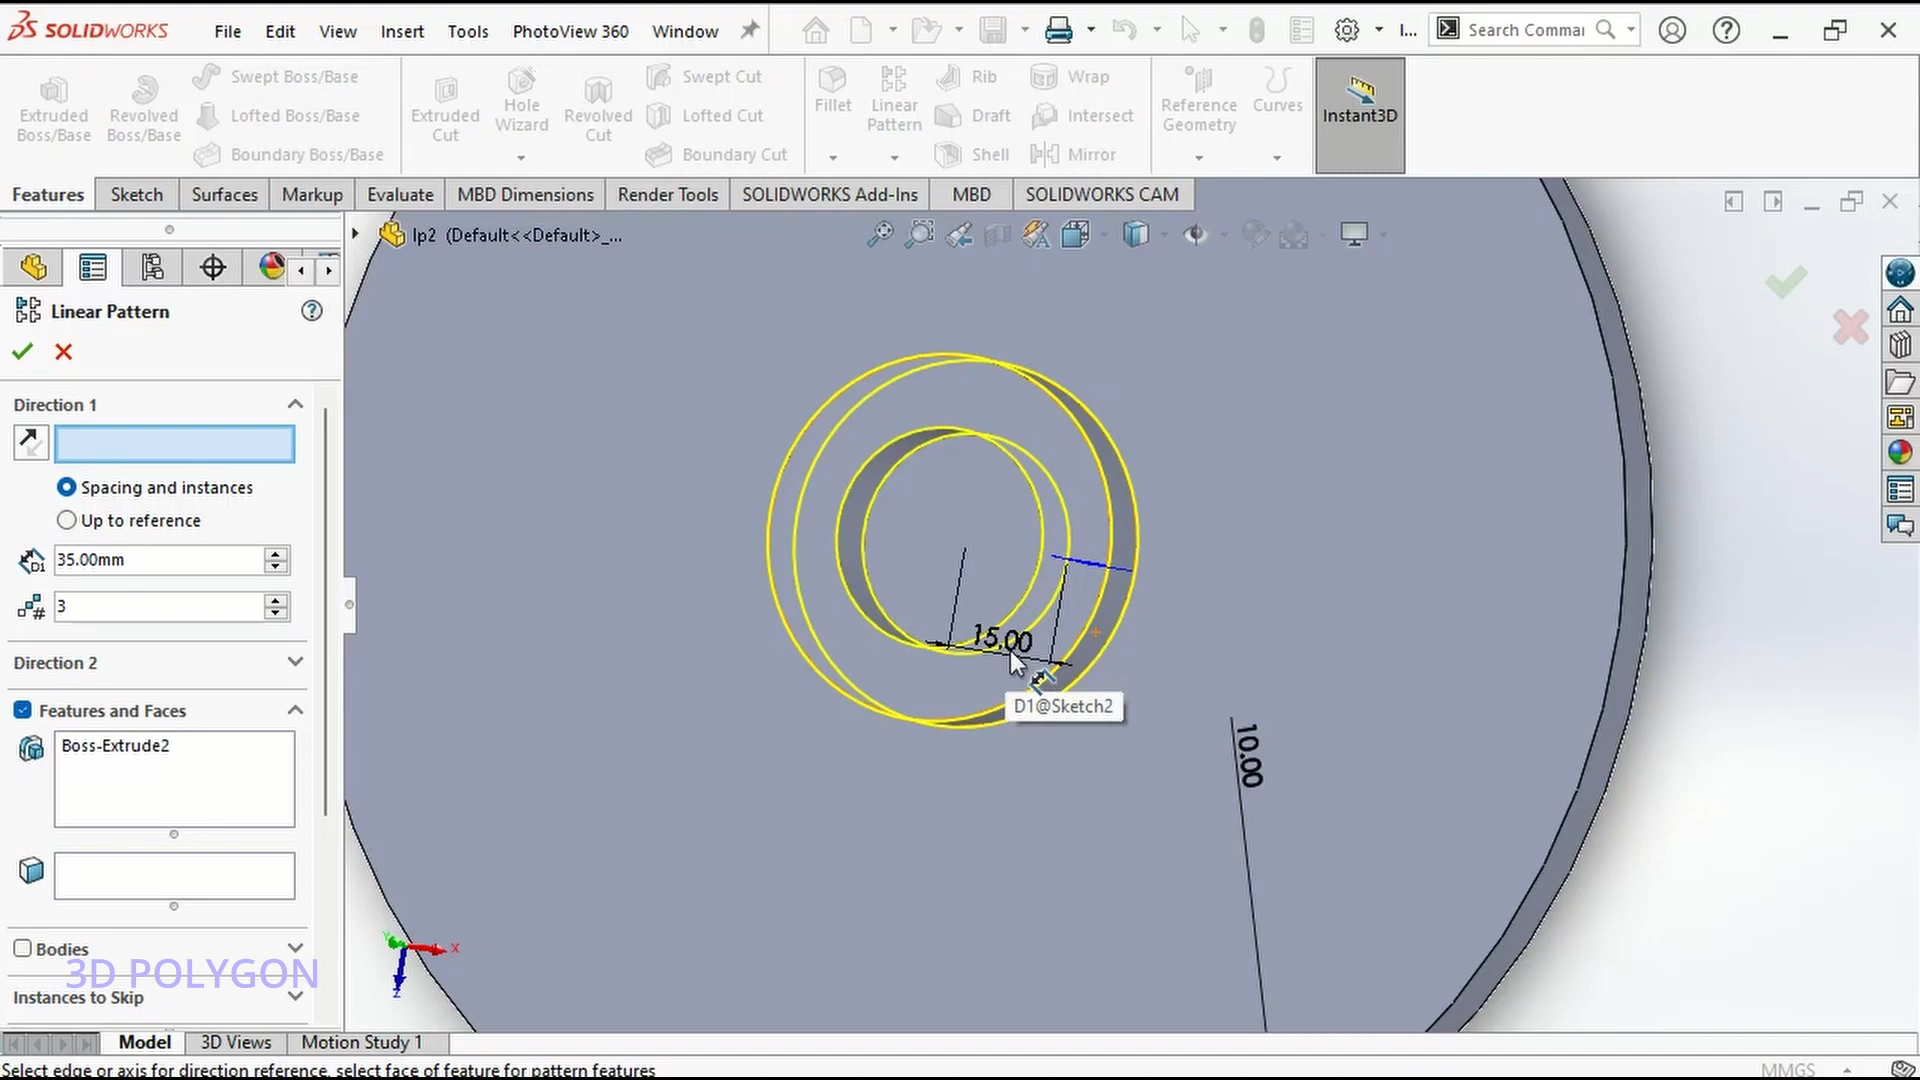 SOLIDWORKS File Edit View Insert Tools PhotoView 360 Window I... Search Commar
Extruded Boss/Base
Revolved Boss/Base
Swept Boss/Base
Lofted Boss/Base
Boundary Boss/Base
Extruded Cut
Hole Wizard
Revolved Cut
Swept Cut
Lofted Cut
Boundary Cut
Fillet
Linear Pattern
Rib
Draft
Shell
Wrap
Intersect
Mirror
Reference Geometry
Curves
Instant3D
Features Sketch Surfaces Markup Evaluate MBD Dimensions Render Tools SOLIDWORKS Add-Ins MBD SOLIDWORKS CAM
lp2 (Default<<Default>_...
Linear Pattern
Direction 1
Spacing and instances
Up to reference
D1
35.00mm
#
3
Direction 2
Features and Faces
Boss-Extrude2
Bodies
3D POLYGON
Instances to Skip
15.00
D1@Sketch2
10.00
Y X
Z
Model 3D Views Motion Study 1
Select edge or axis for direction reference, select face of feature for pattern features MMGS